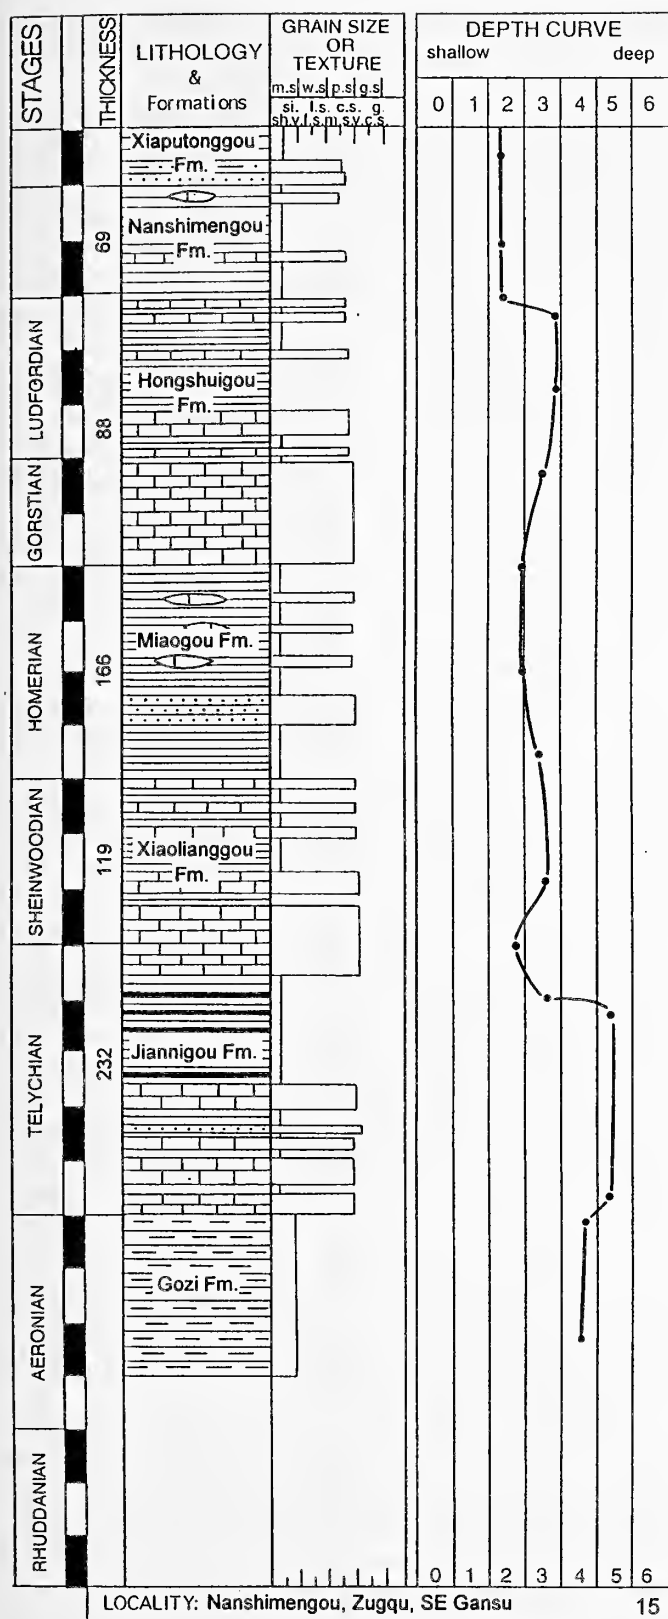 STAGES
THICKNESS
LITHOLOGY
&
Formations
GRAIN SIZE
OR
TEXTURE
m.s w.s p.s g.s
si. f.s. c.s. g.
sh.v.f.s.m.s.v.c.s.
DEPTH CURVE
shallow deep
0 1 2 3 4 5 6
Xiaputonggou
Fm.
Nanshimengou
Fm.
69
LUDFORDIAN
Hongshuigou
Fm.
88
GORSTIAN
HOMERIAN
Miaogou Fm.
166
SHEINWOODIAN
Xiaolianggou
Fm.
119
TELYCHIAN
Jiannigou Fm.
232
AERONIAN
Gozi Fm.
RHUDDANIAN
0 1 2 3 4 5 6
LOCALITY: Nanshimengou, Zugqu, SE Gansu 15